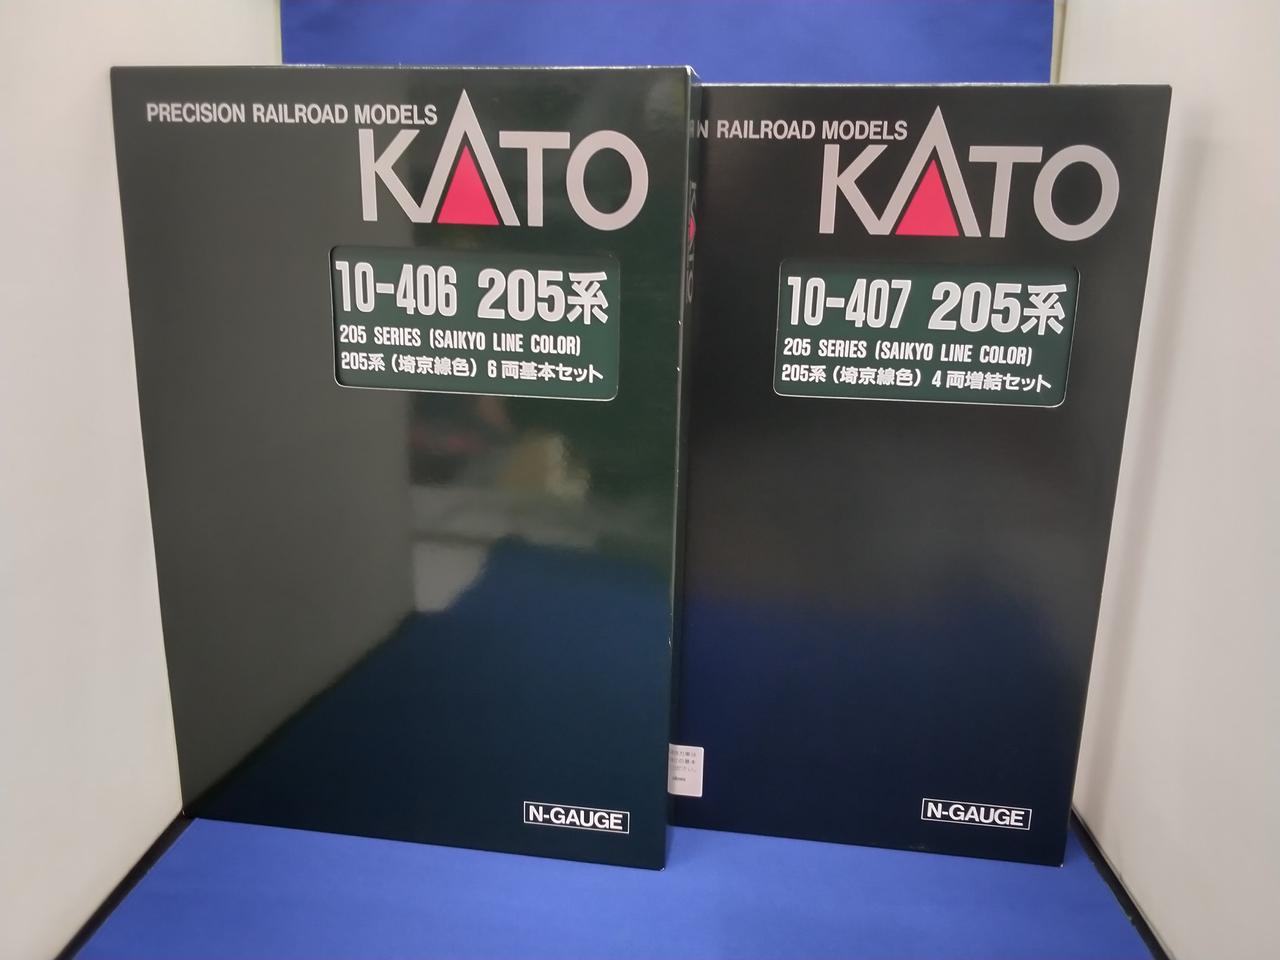 PRECISION RAILROAD MODELS
KATO
10-406 205系
205 SERIES (SAIKYO LINE COLOR)
205系(埼京線色)6両基本セット
N-GAUGE
RAILROAD MODELS
KATO
10-407 205系
205 SERIES (SAIKYO LINE COLOR)
205系(埼京線色)4両増結セット
N-GAUGE
KATO